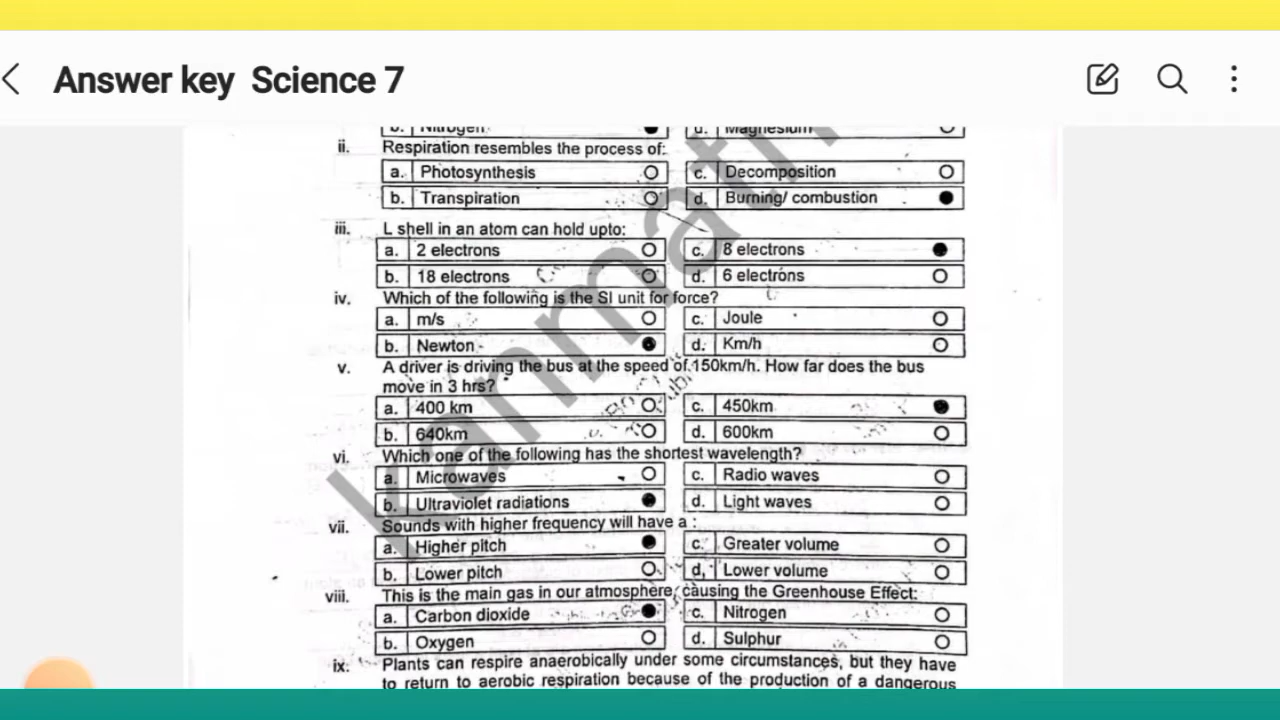 Answer key Science 7
b. Nitrogen d. Magnesium
ii. Respiration resembles the process of:
a. Photosynthesis c. Decomposition
b. Transpiration d. Burning/ combustion
iii. L shell in an atom can hold upto:
a. 2 electrons c. 8 electrons
b. 18 electrons d. 6 electrons
iv. Which of the following is the SI unit for force?
a. m/s c. Joule
b. Newton d. Km/h
v. A driver is driving the bus at the speed of 150km/h. How far does the bus
move in 3 hrs?
a. 400 km c. 450km
b. 640km d. 600km
vi. Which one of the following has the shortest wavelength?
a. Microwaves c. Radio waves
b. Ultraviolet radiations d. Light waves
vii. Sounds with higher frequency will have a :
a. Higher pitch c. Greater volume
b. Lower pitch d. Lower volume
viii. This is the main gas in our atmosphere, causing the Greenhouse Effect:
a. Carbon dioxide c. Nitrogen
b. Oxygen d. Sulphur
ix. Plants can respire anaerobically under some circumstances, but they have
to return to aerobic respiration because of the production of a dangerous